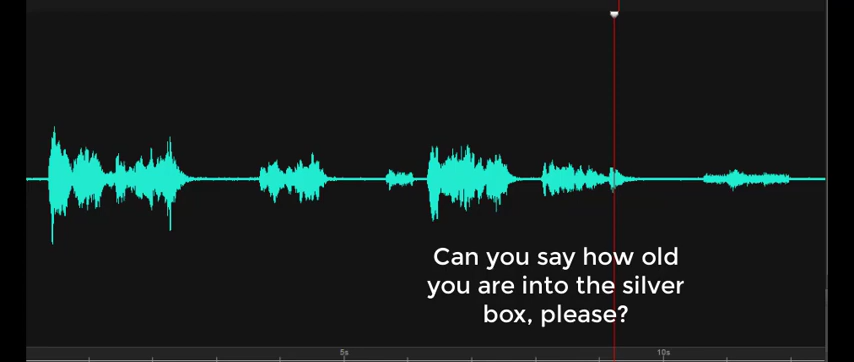 Can you say how old
you are into the silver
box, please?
5s
10s